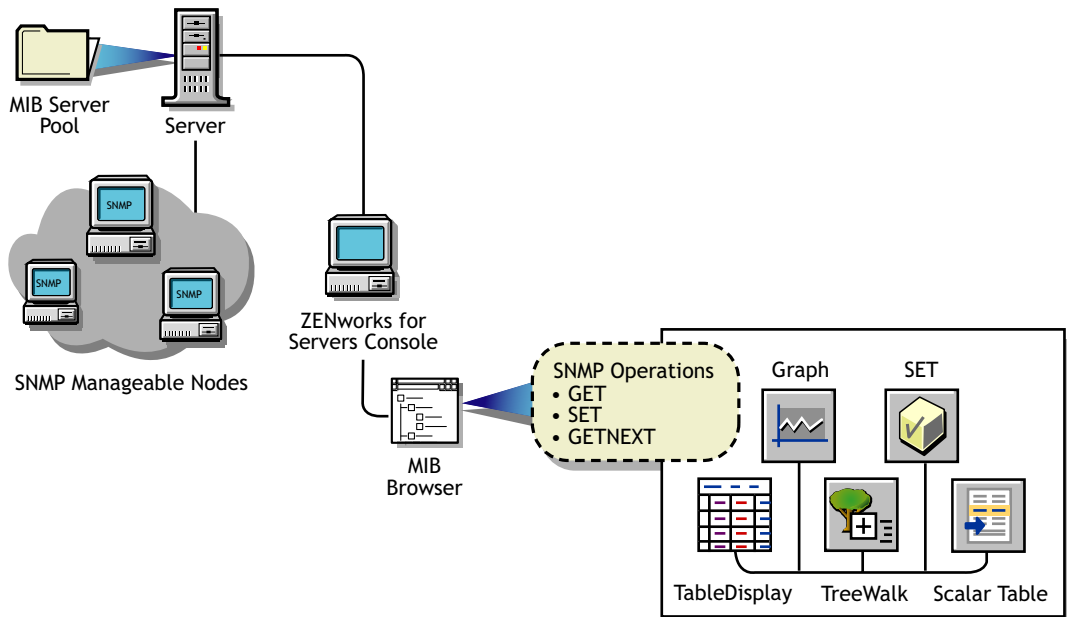 MIB Server
Pool
Server
SNMP
SNMP
SNMP
SNMP Manageable Nodes
ZENworks for
Servers Console
MIB
Browser
SNMP Operations
• GET
• SET
• GETNEXT
Graph
SET
TableDisplay
TreeWalk
Scalar Table